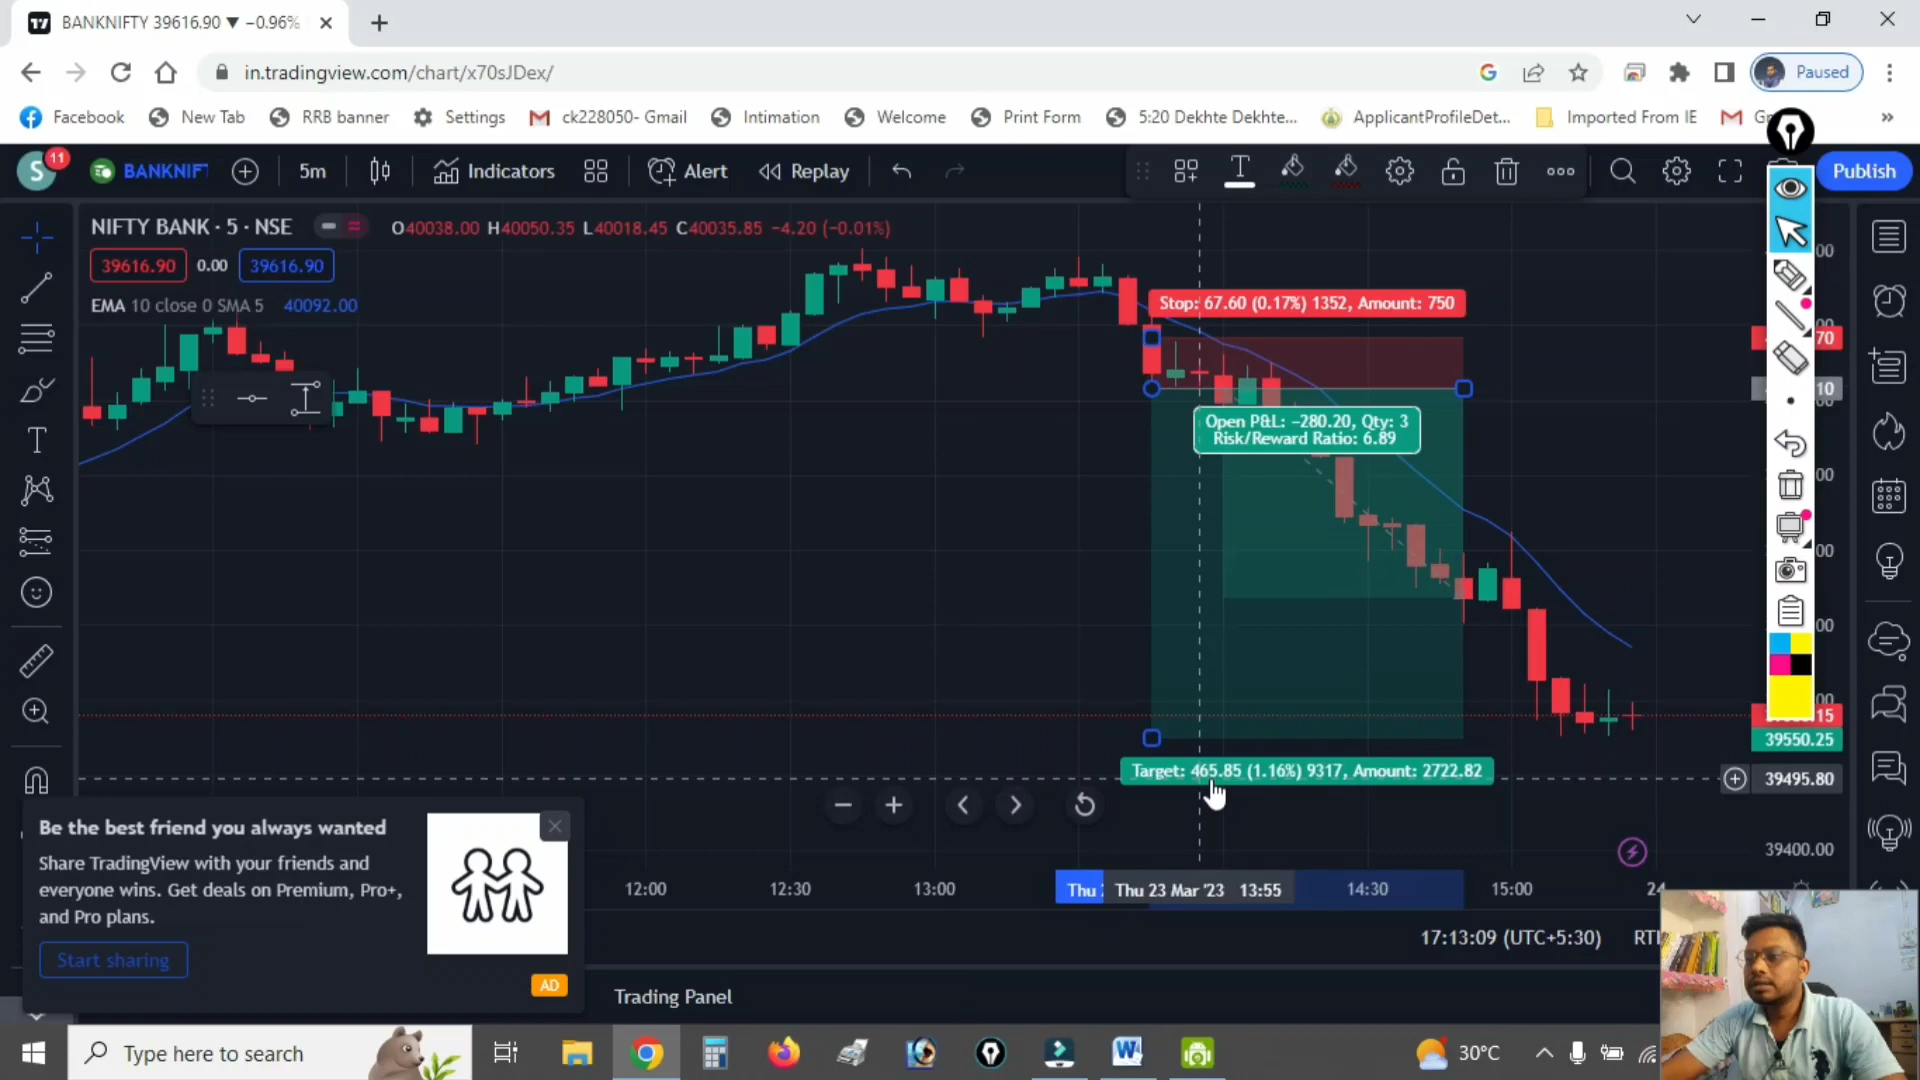 BANKNIFTY 39616.90 ▼ −0.96%
in.tradingview.com/chart/x70sJDex/
Paused
Facebook
New Tab
RRB banner
Settings
ck228050- Gmail
Intimation
Welcome
Print Form
5:20 Dekhte Dekhte...
ApplicantProfileDet...
Imported From IE
»
S
11
BANKNIFT
5m
Indicators
Alert
Replay
Publish
NIFTY BANK · 5 · NSE
O40038.00 H40050.35 L40018.45 C40035.85 −4.20 (−0.01%)
39616.90
0.00
39616.90
EMA 10 close 0 SMA 5 40092.00
Stop: 67.60 (0.17%) 1352, Amount: 750
Open P&L: −280.20, Qty: 3
Risk/Reward Ratio: 6.89
Target: 465.85 (1.16%) 9317, Amount: 2722.82
39550.25
39495.80
39400.00
12:00
12:30
13:00
Thu
Thu 23 Mar '23 13:55
14:30
15:00
24
Be the best friend you always wanted
Share TradingView with your friends and
everyone wins. Get deals on Premium, Pro+,
and Pro plans.
Start sharing
AD
17:13:09 (UTC+5:30)
Trading Panel
Type here to search
30°C